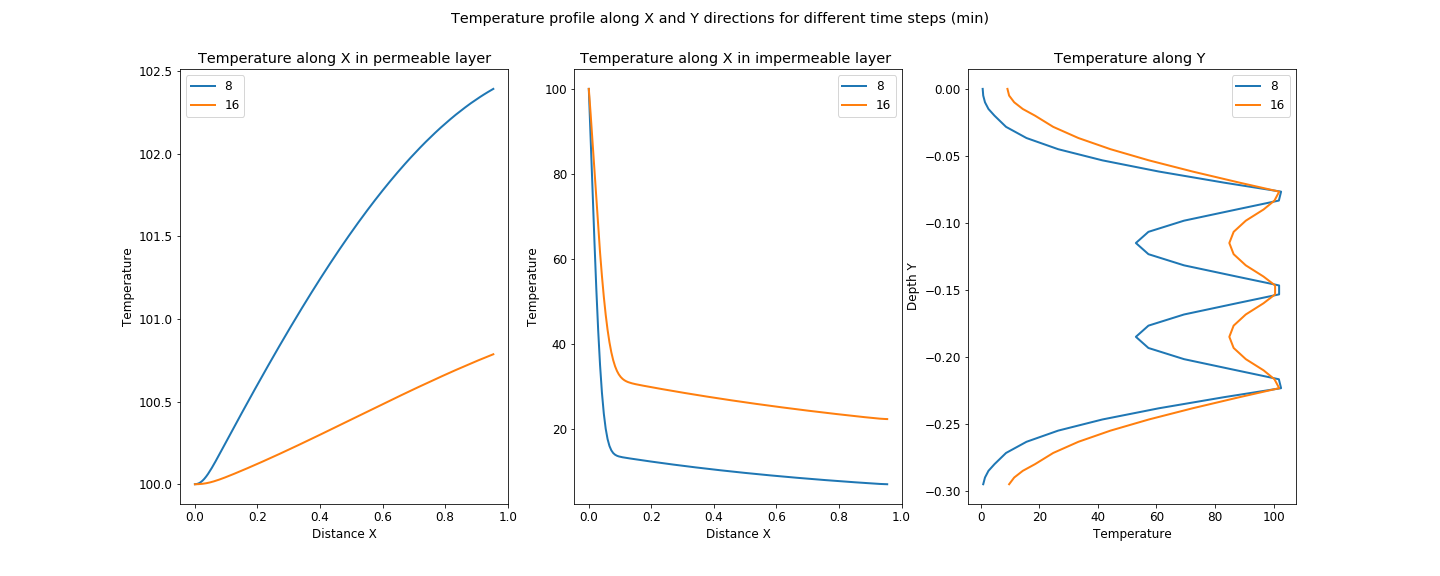 Temperature profile along X and Y directions for different time steps (min)
Temperature along X in permeable layer
102.5
102.0
101.5
101.0
100.5
100.0
Temperature
8
16
0.0 0.2 0.4 0.6 0.8 1.0
Distance X
Temperature along X in impermeable layer
100
80
60
40
20
Temperature
8
16
0.0 0.2 0.4 0.6 0.8 1.0
Distance X
Temperature along Y
0.00
−0.05
−0.10
−0.15
−0.20
−0.25
−0.30
Depth Y
8
16
0 20 40 60 80 100
Temperature